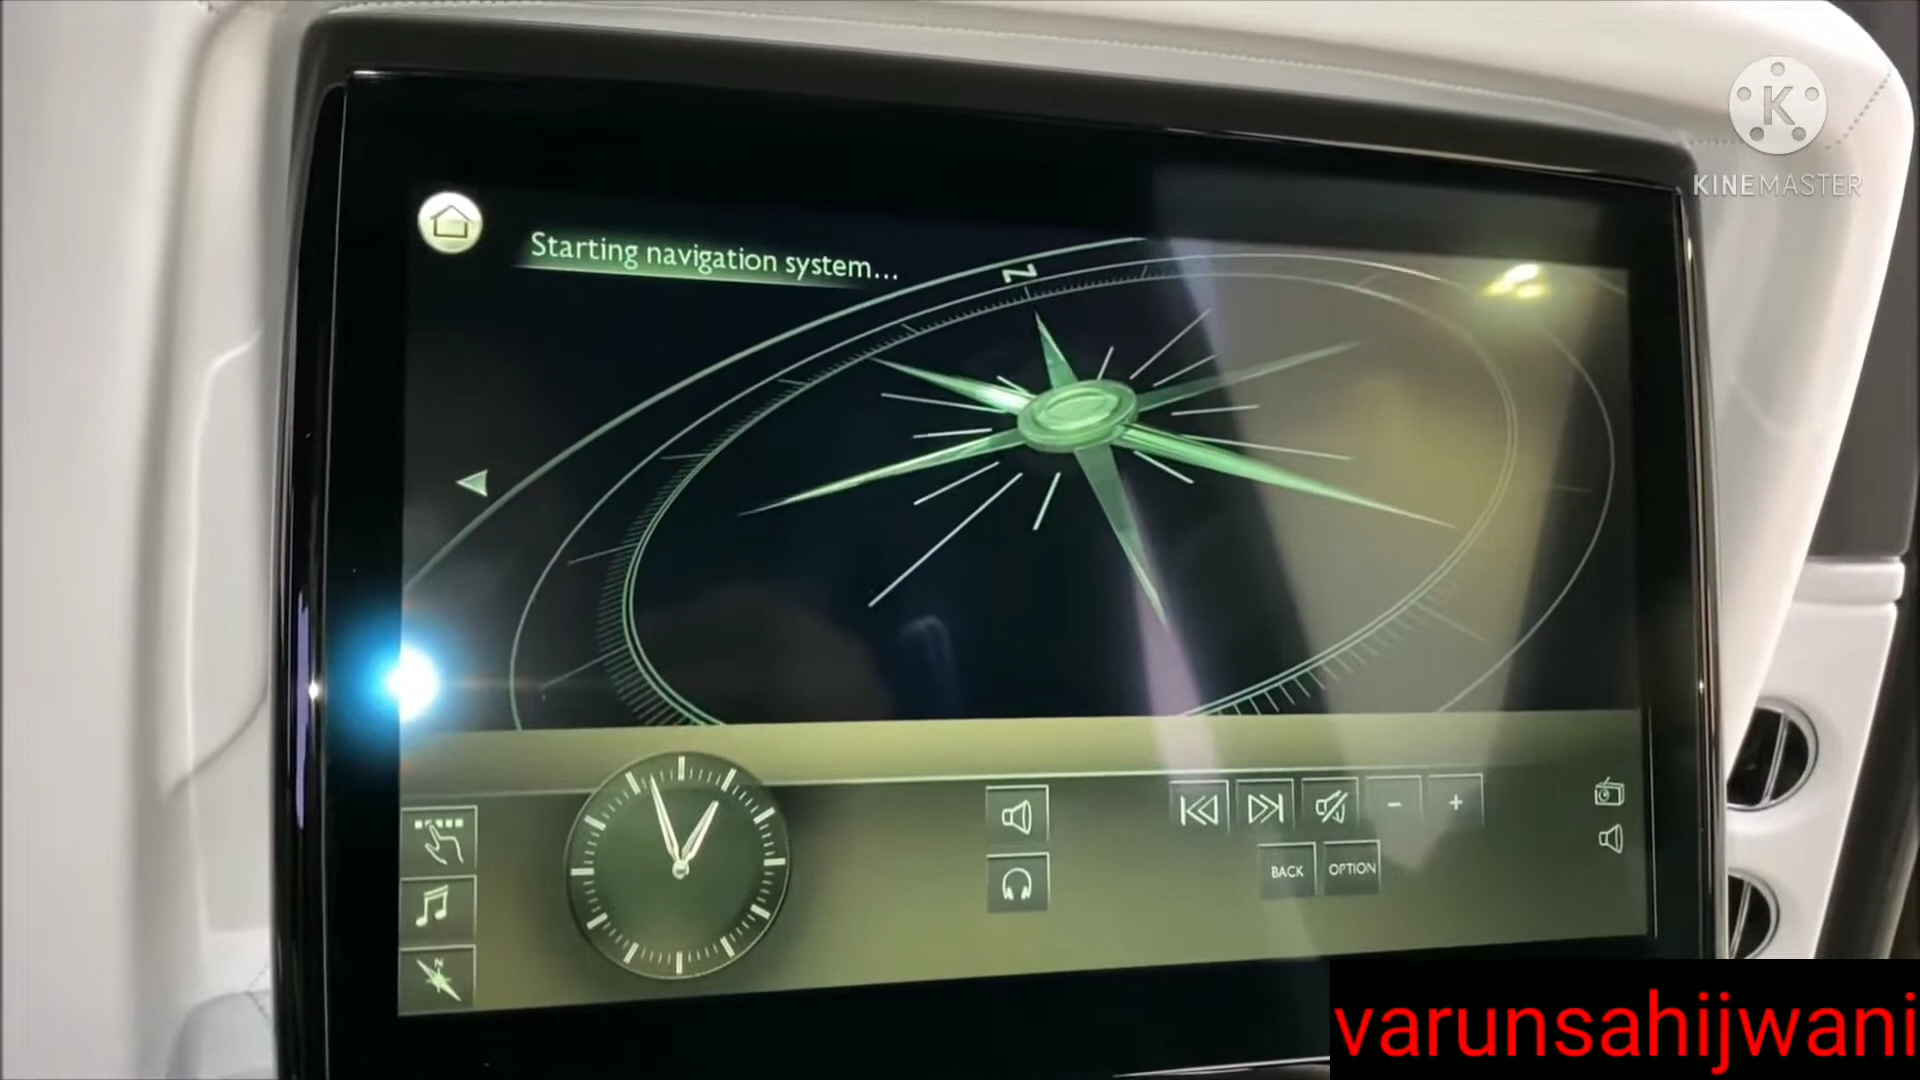 KINEMASTER
Starting navigation system...
N
BACK
OPTION
N
varunsahijwani